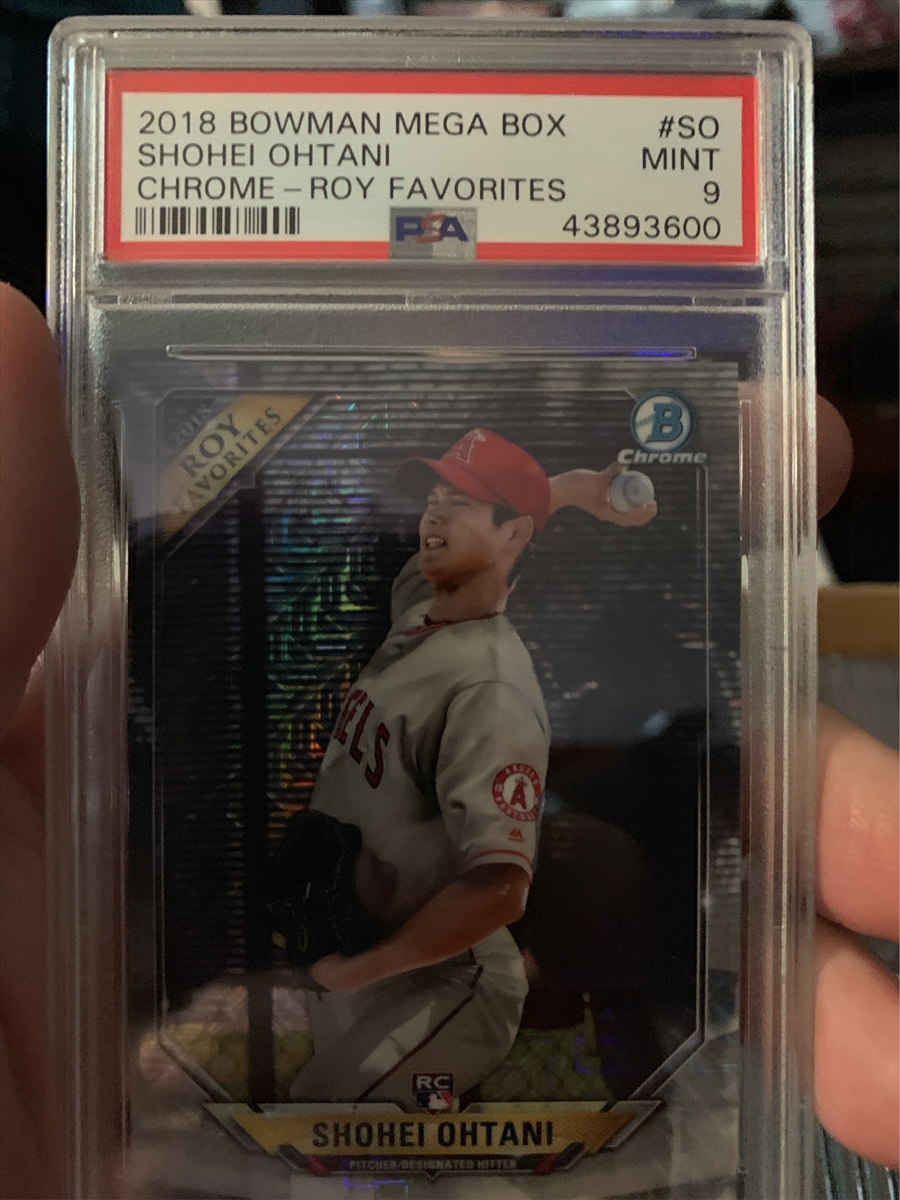 2018 BOWMAN MEGA BOX #SO
SHOHEI OHTANI MINT
CHROME - ROY FAVORITES 9
PSA 43893600
2018
ROY
FAVORITES
B
Chrome
A
ELS
A
RC
SHOHEI OHTANI
PITCHER/DESIGNATED HITTER